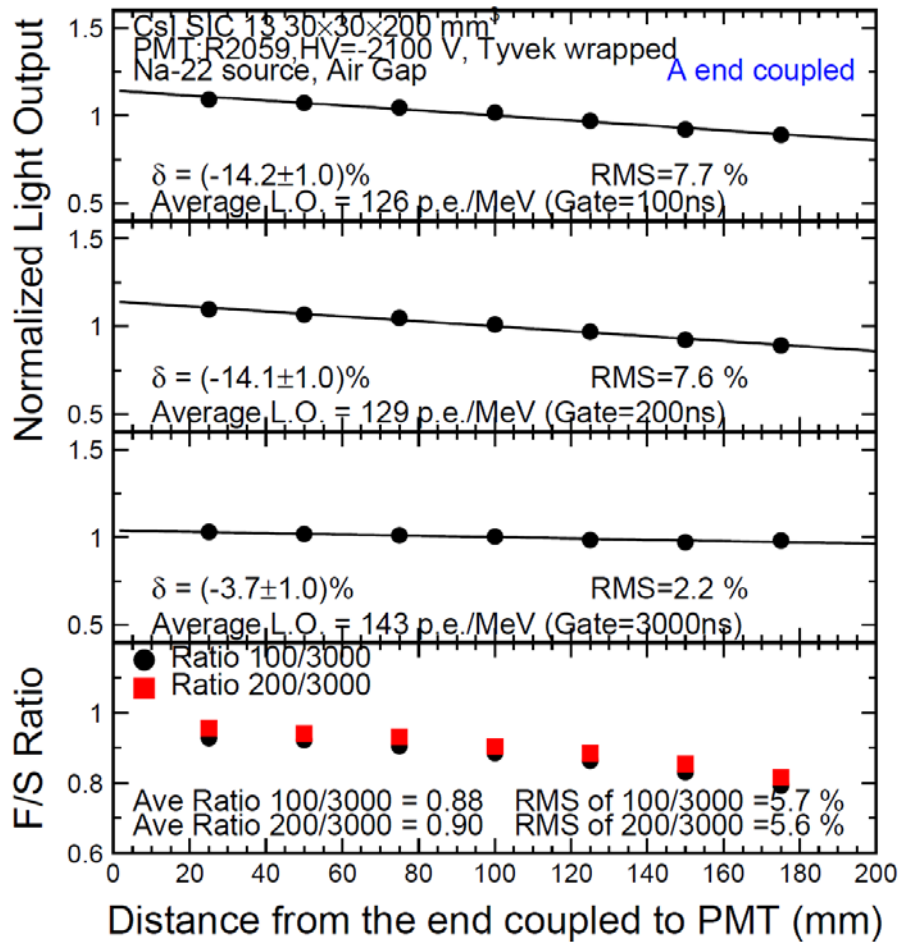 CsI SIC 13 30×30×200 mm³
PMT:R2059,HV=-2100 V, Tyvek wrapped
Na-22 source, Air Gap
A end coupled
1.5
1
0.5
δ = (-14.2±1.0)% RMS=7.7 %
Average L.O. = 126 p.e./MeV (Gate=100ns)
Normalized Light Output
1.5
1
0.5
δ = (-14.1±1.0)% RMS=7.6 %
Average L.O. = 129 p.e./MeV (Gate=200ns)
1.5
1
0.5
δ = (-3.7±1.0)% RMS=2.2 %
Average L.O. = 143 p.e./MeV (Gate=3000ns)
Ratio 100/3000
Ratio 200/3000
F/S Ratio
1
0.8
0.6
Ave Ratio 100/3000 = 0.88 RMS of 100/3000 =5.7 %
Ave Ratio 200/3000 = 0.90 RMS of 200/3000 =5.6 %
0 20 40 60 80 100 120 140 160 180 200
Distance from the end coupled to PMT (mm)